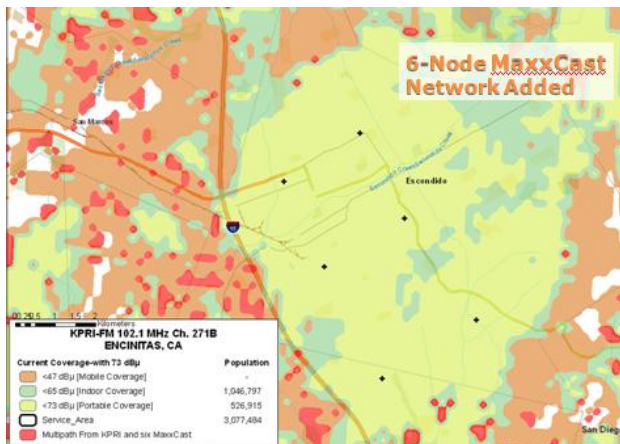 6-Node MaxxCast
Network Added
San Marcos
Escondido
15
Kilometers
KPRI-FM 102.1 MHz Ch. 271B
ENCINITAS, CA
Current Coverage-with 73 dBµ Population
<47 dBµ [Mobile Coverage] -
<65 dBµ [Indoor Coverage] 1,046,797
<73 dBµ [Portable Coverage] 526,915
Service_Area 3,077,484
Multipath From KPRI and six MaxxCast
San Diego